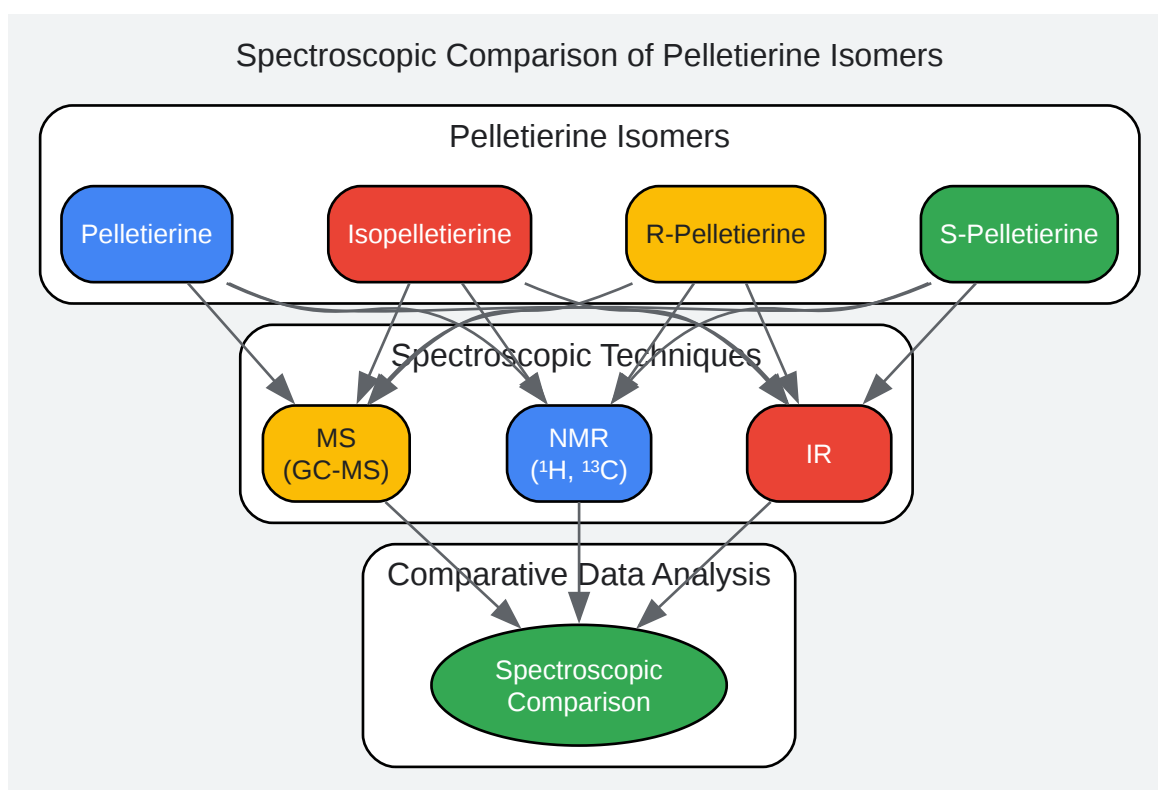 Spectroscopic Comparison of Pelletierine Isomers
Pelletierine Isomers
Pelletierine
Isopelletierine
R-Pelletierine
S-Pelletierine
Spectroscopic Techniques
MS
(GC-MS)
NMR
(¹H, ¹³C)
IR
Comparative Data Analysis
Spectroscopic
Comparison